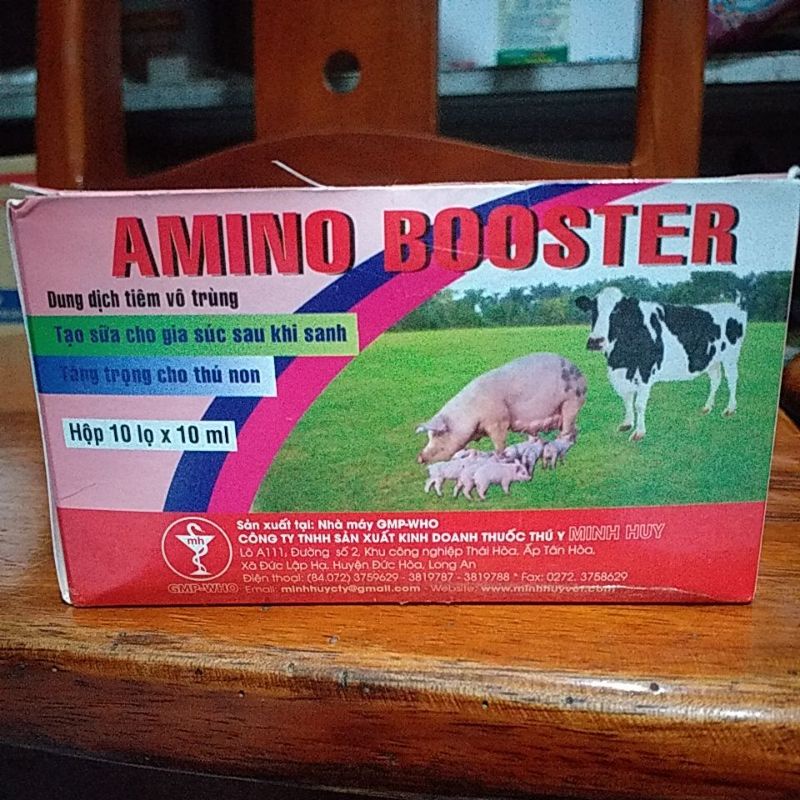 AMINO BOOSTER
Dung dịch tiêm vô trùng
Tạo sữa cho gia súc sau khi sanh
Tăng trọng cho thú non
Hộp 10 lọ x 10 ml
mh
GMP-WHO
Sản xuất tại: Nhà máy GMP-WHO
CÔNG TY TNHH SẢN XUẤT KINH DOANH THUỐC THÚ Y MINH HUY
Lô A111, Đường số 2, Khu công nghiệp Thái Hòa, Ấp Tân Hòa,
Xã Đức Lập Hạ, Huyện Đức Hòa, Long An
Điện thoại: (84.072) 3759629 - 3819787 - 3819788 * Fax: 0272. 3758629
Email: minhhuycty@gmail.com - Website: www.minhhuyvet.com